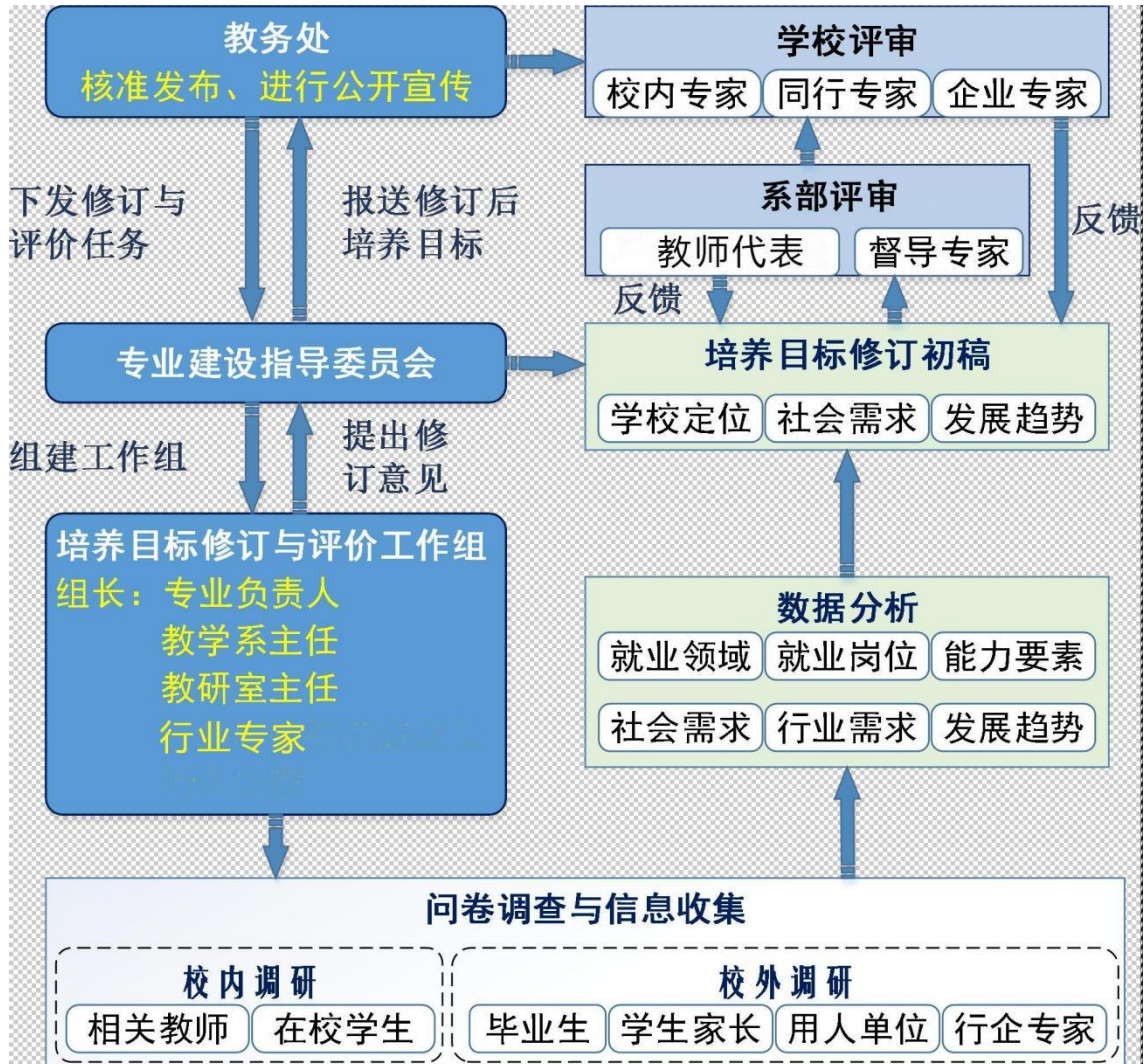 教务处
核准发布、进行公开宣传
下发修订与
评价任务
报送修订后
培养目标
专业建设指导委员会
组建工作组
提出修
订意见
培养目标修订与评价工作组
组长：专业负责人
教学系主任
教研室主任
行业专家
学校评审
校内专家 同行专家 企业专家
系部评审
教师代表 督导专家
反馈
反馈
培养目标修订初稿
学校定位 社会需求 发展趋势
数据分析
就业领域 就业岗位 能力要素
社会需求 行业需求 发展趋势
问卷调查与信息收集
校内调研
相关教师 在校学生
校外调研
毕业生 学生家长 用人单位 行企专家